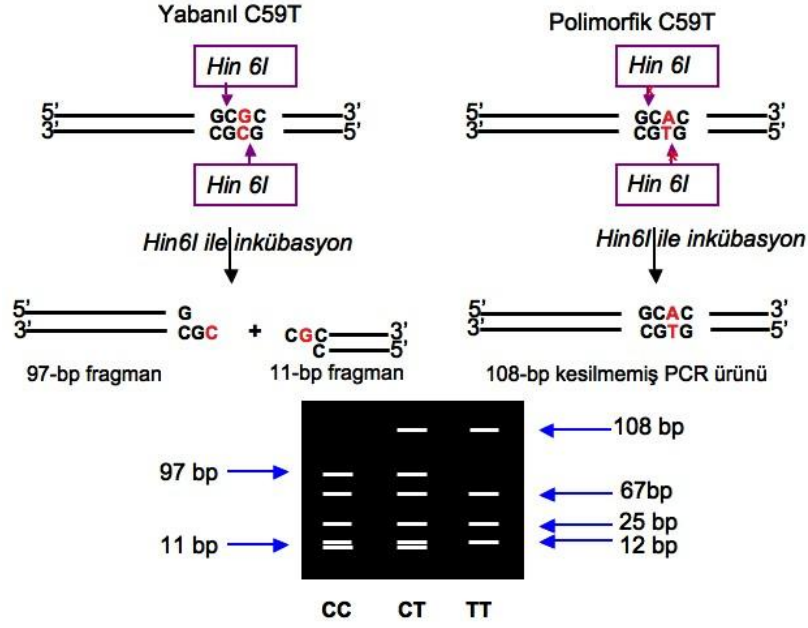 Yabanıl C59T
Polimorfik C59T
Hin 6I
Hin 6I
5’ GCGC 3’
3’ CGCG 5’
5’ GCAC 3’
3’ CGTG 5’
Hin 6I
Hin 6I
Hin6I ile inkübasyon
Hin6I ile inkübasyon
5’ G
3’ CGC
+
CGC 3’
C 5’
5’ GCAC 3’
3’ CGTG 5’
97-bp fragman
11-bp fragman
108-bp kesilmemiş PCR ürünü
108 bp
97 bp
67bp
25 bp
11 bp
12 bp
CC CT TT